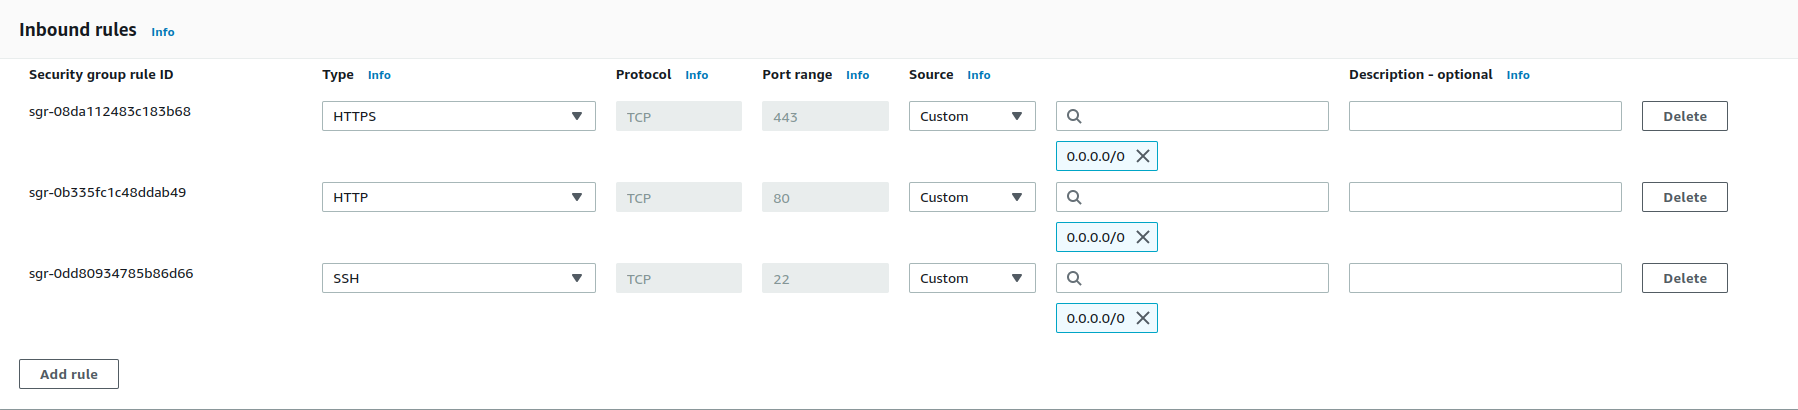 Inbound rules Info
Security group rule ID Type Info Protocol Info Port range Info Source Info Description - optional Info
sgr-08da112483c183b68 HTTPS TCP 443 Custom Delete
0.0.0.0/0
sgr-0b335fc1c48ddab49 HTTP TCP 80 Custom Delete
0.0.0.0/0
sgr-0dd80934785b86d66 SSH TCP 22 Custom Delete
0.0.0.0/0
Add rule